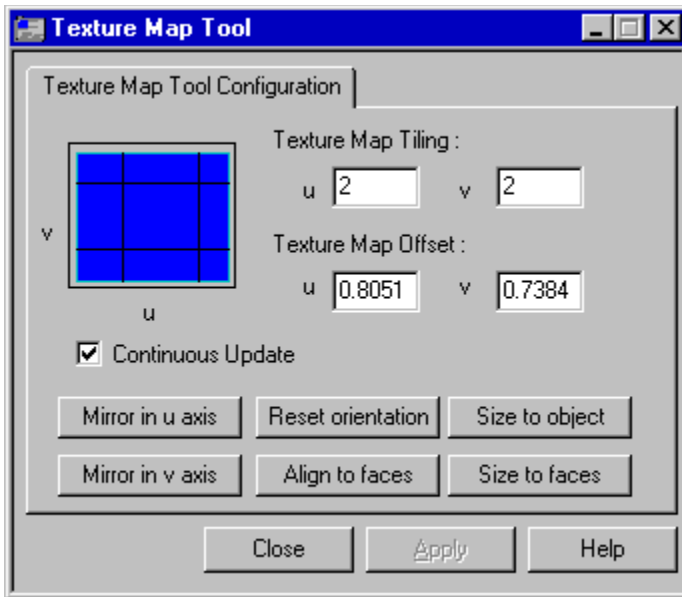 Texture Map Tool
Texture Map Tool Configuration
Texture Map Tiling :
u 2 v 2
Texture Map Offset :
u 0.8051 v 0.7384
v
u
Continuous Update
Mirror in u axis Reset orientation Size to object
Mirror in v axis Align to faces Size to faces
Close Apply Help